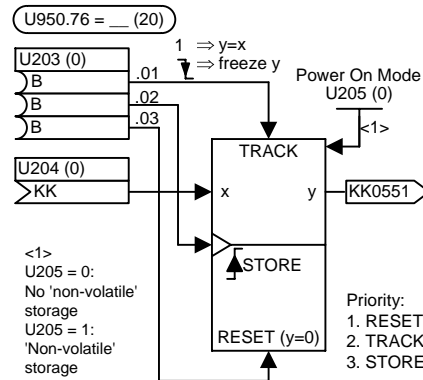 U950.76 = __ (20)
U203 (0)
B .01
B .02
B .03
1 ⇒ y=x
⇒ freeze y
Power On Mode
U205 (0)
<1>
TRACK
U204 (0)
KK
x
y
KK0551
STORE
RESET (y=0)
<1>
U205 = 0:
No 'non-volatile'
storage
U205 = 1:
'Non-volatile'
storage
Priority:
1. RESET
2. TRACK
3. STORE